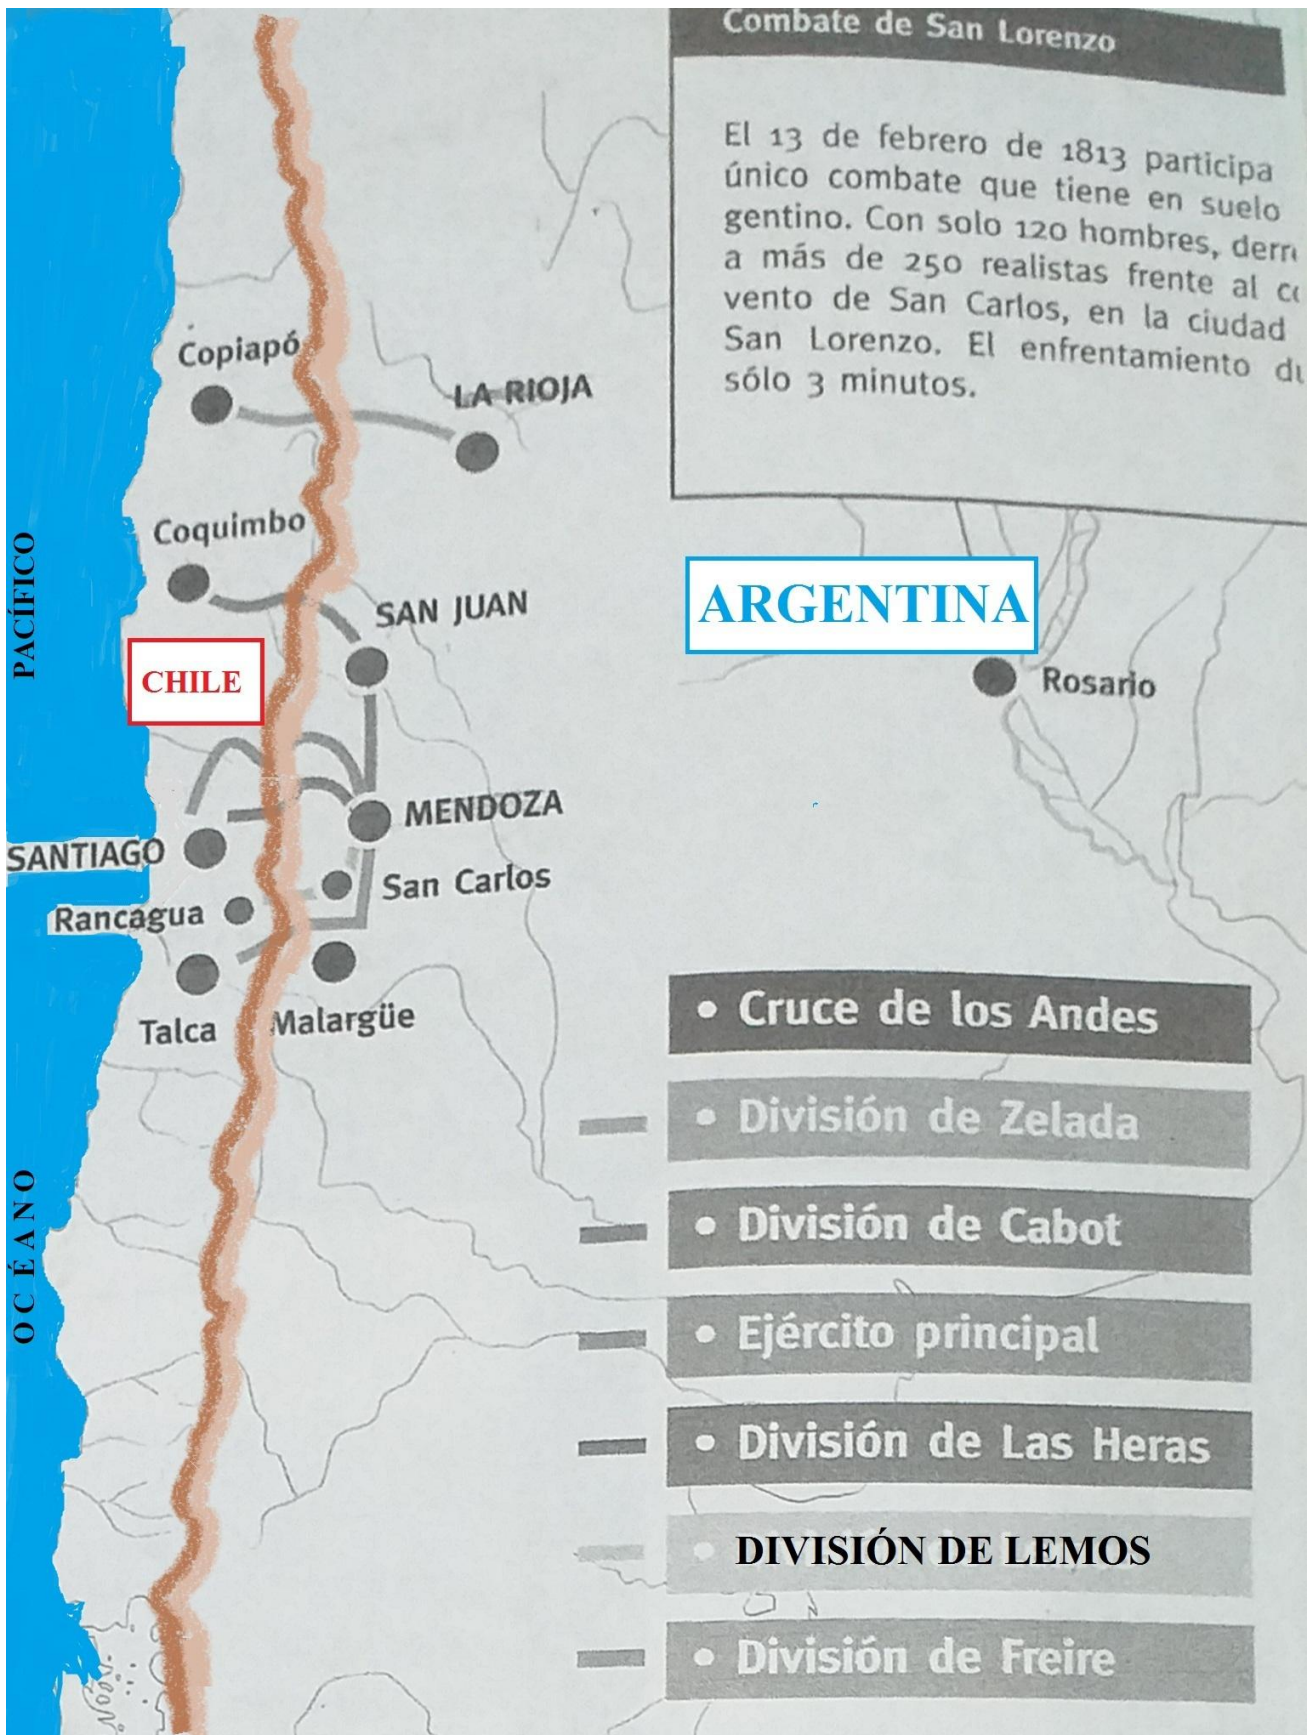 Combate de San Lorenzo
El 13 de febrero de 1813 participa
único combate que tiene en suelo
gentino. Con solo 120 hombres, derr
a más de 250 realistas frente al co
vento de San Carlos, en la ciudad
San Lorenzo. El enfrentamiento du
sólo 3 minutos.
Copiapó
LA RIOJA
Coquimbo
SAN JUAN
PACÍFICO
CHILE
ARGENTINA
Rosario
MENDOZA
SANTIAGO
San Carlos
Rancagua
Talca
Malargüe
OCÉANO
• Cruce de los Andes
• División de Zelada
• División de Cabot
• Ejército principal
• División de Las Heras
• DIVISIÓN DE LEMOS
• División de Freire